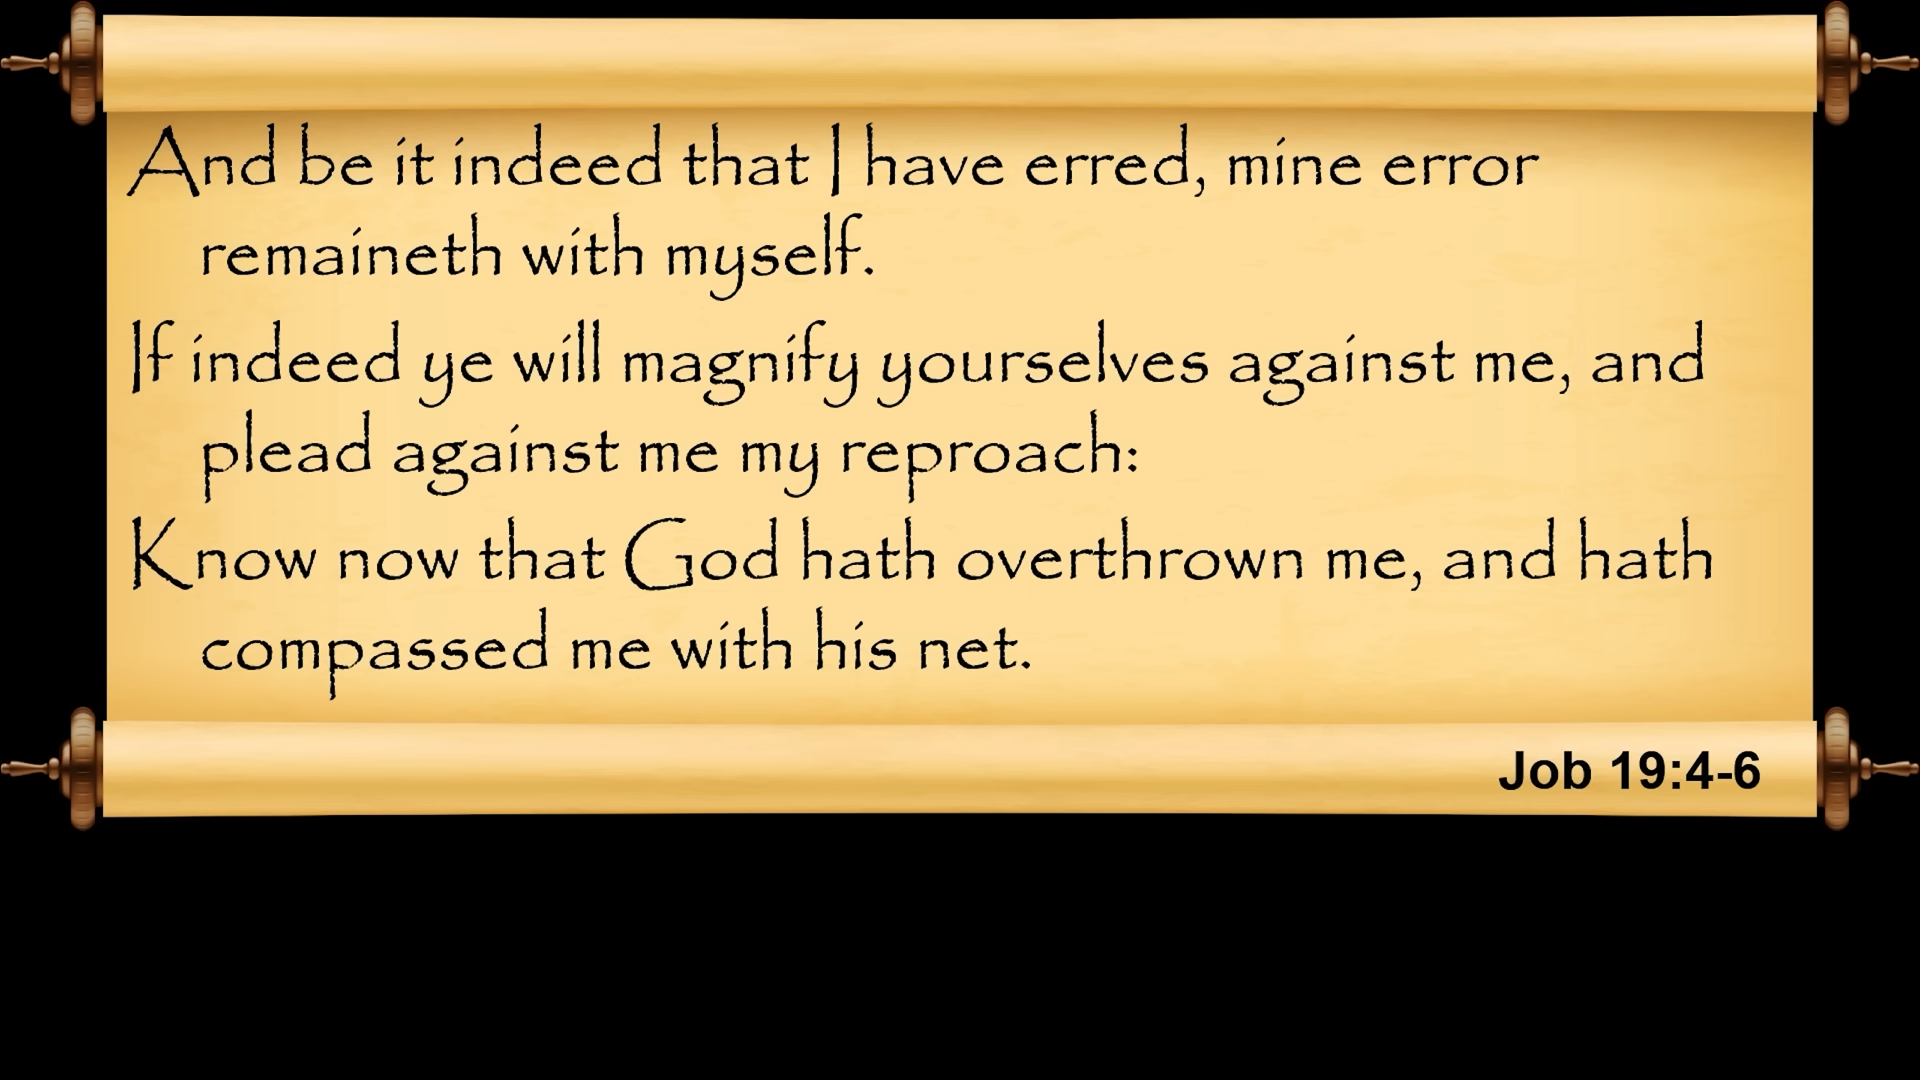 And be it indeed that I have erred, mine error
remaineth with myself.
If indeed ye will magnify yourselves against me, and
plead against me my reproach:
Know now that God hath overthrown me, and hath
compassed me with his net.
Job 19:4-6